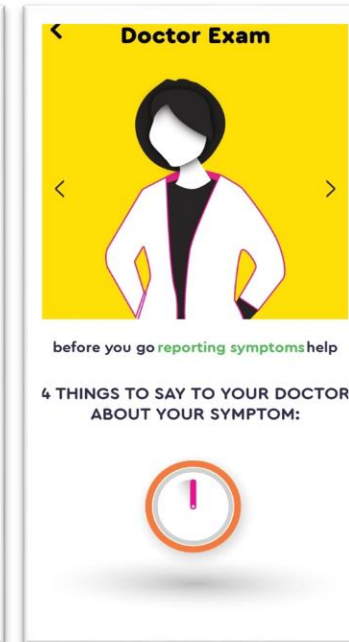 Doctor Exam
before you go reporting symptoms help
4 THINGS TO SAY TO YOUR DOCTOR
ABOUT YOUR SYMPTOM: